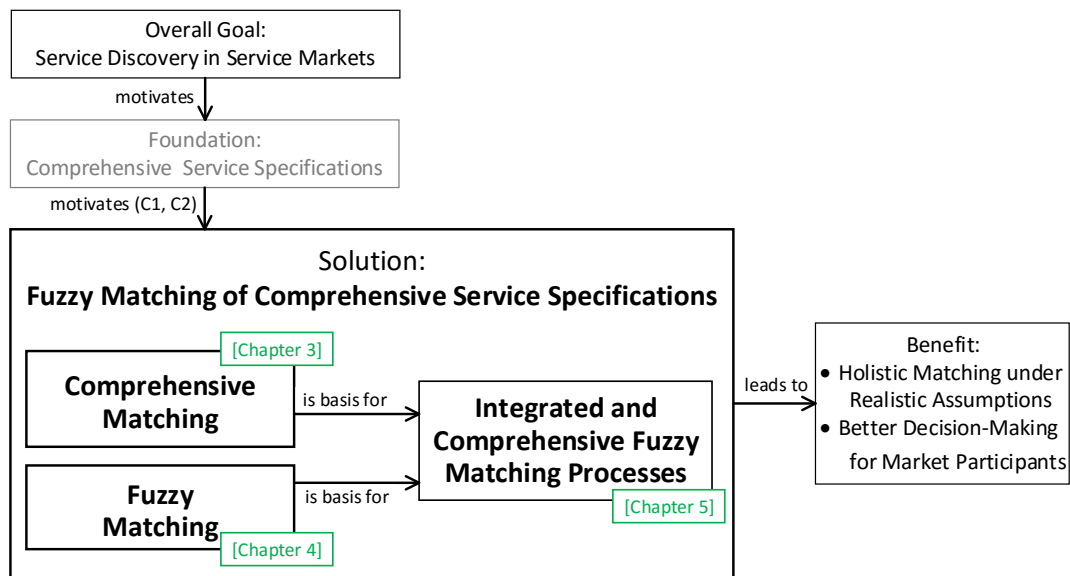 Overall Goal:
Service Discovery in Service Markets
motivates
Foundation:
Comprehensive Service Specifications
motivates (C1, C2)
Solution:
Fuzzy Matching of Comprehensive Service Specifications
[Chapter 3]
Comprehensive
Matching
is basis for
Integrated and
Comprehensive Fuzzy
Matching Processes
[Chapter 5]
Fuzzy
Matching
[Chapter 4]
is basis for
leads to
Benefit:
• Holistic Matching under
Realistic Assumptions
• Better Decision-Making
for Market Participants